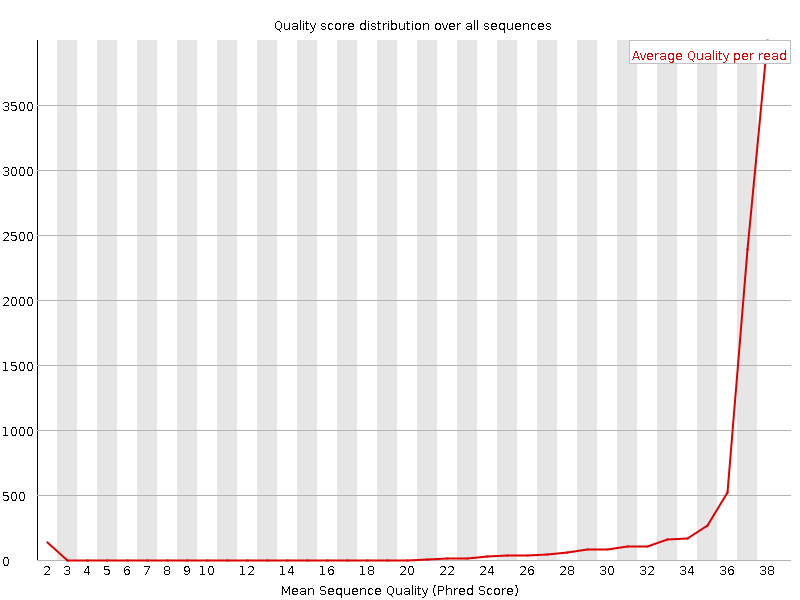 Quality score distribution over all sequences
Average Quality per read
3500
3000
2500
2000
1500
1000
500
0
2 3 4 5 6 7 8 9 10 12 14 16 18 20 22 24 26 28 30 32 34 36 38
Mean Sequence Quality (Phred Score)